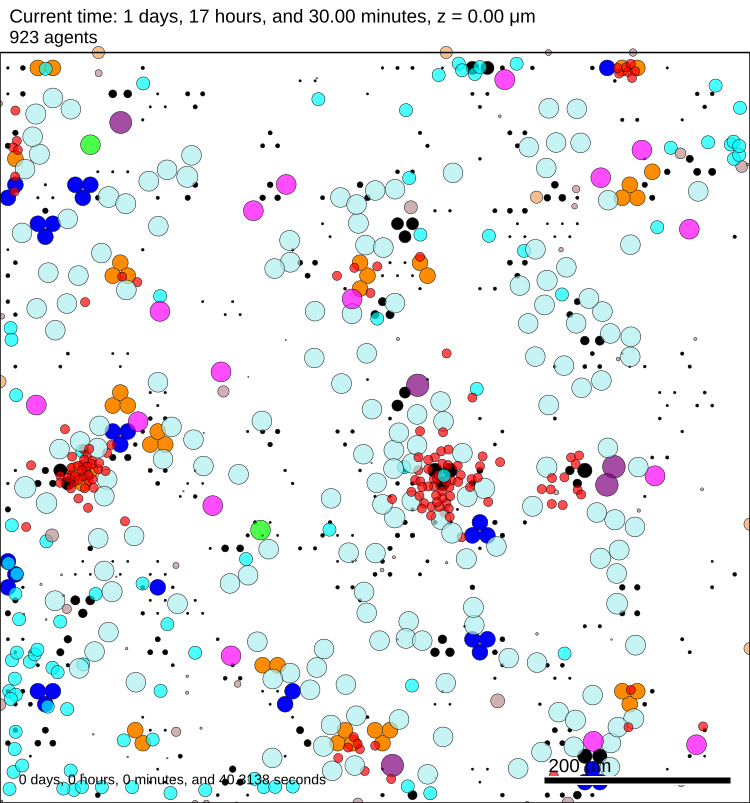 Current time: 1 days, 17 hours, and 30.00 minutes, z = 0.00 μm
923 agents
200 μm
0 days, 0 hours, 0 minutes, and 40.3138 seconds